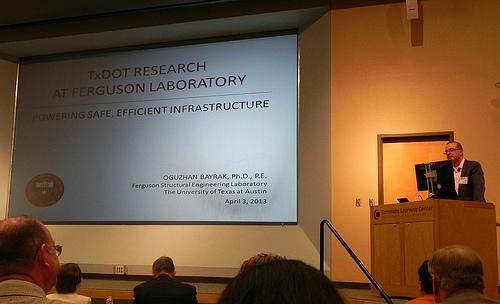 TxDOT RESEARCH
AT FERGUSON LABORATORY
POWERING SAFE, EFFICIENT INFRASTRUCTURE
OGUZHAN BAYRAK, Ph.D., P.E.
Ferguson Structural Engineering Laboratory
The University of Texas at Austin
April 3, 2013
Commons Learning Center